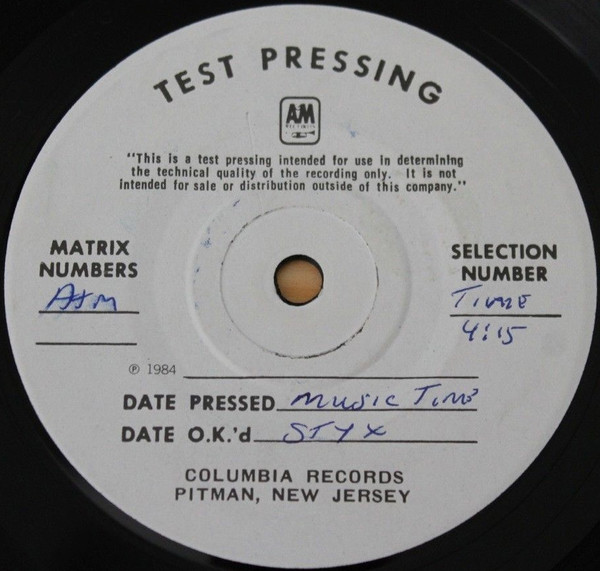 TEST PRESSING
A&M
RECORDS
"This is a test pressing intended for use in determining
the technical quality of the recording only. It is not
intended for sale or distribution outside of this company."
MATRIX
NUMBERS
A&M
SELECTION
NUMBER
TIME
4:15
℗ 1984
DATE PRESSED MUSIC TIME
DATE O.K.'d STYX
COLUMBIA RECORDS
PITMAN, NEW JERSEY